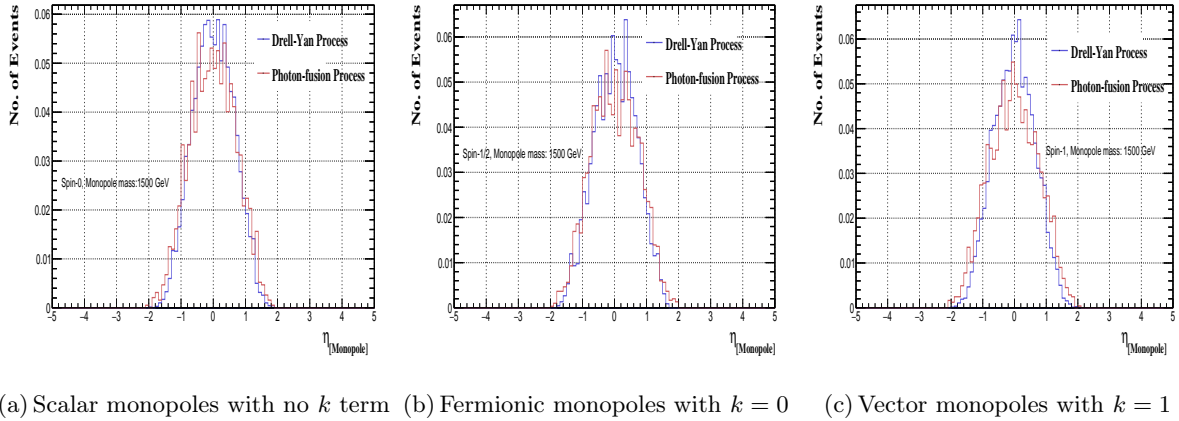 No. of Events
0.06
0.05
0.04
0.03
0.02
0.01
0
−5 −4 −3 −2 −1 0 1 2 3 4 5
Drell-Yan Process
Photon-fusion Process
Spin-0, Monopole mass:1500 GeV
η[Monopole]
(a) Scalar monopoles with no k term
No. of Events
0.06
0.05
0.04
0.03
0.02
0.01
0
−5 −4 −3 −2 −1 0 1 2 3 4 5
Drell-Yan Process
Photon-fusion Process
Spin-1/2, Monopole mass: 1500 GeV
η[Monopole]
(b) Fermionic monopoles with k = 0
No. of Events
0.06
0.05
0.04
0.03
0.02
0.01
0
−5 −4 −3 −2 −1 0 1 2 3 4 5
Drell-Yan Process
Photon-fusion Process
Spin-1, Monopole mass: 1500 GeV
η[Monopole]
(c) Vector monopoles with k = 1